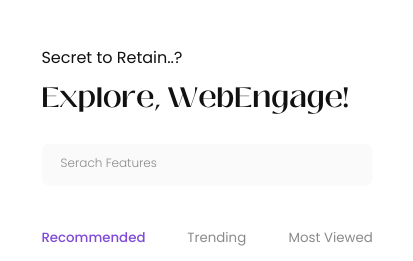 Secret to Retain..?
Explore, WebEngage!
Serach Features
Recommended
Trending
Most Viewed